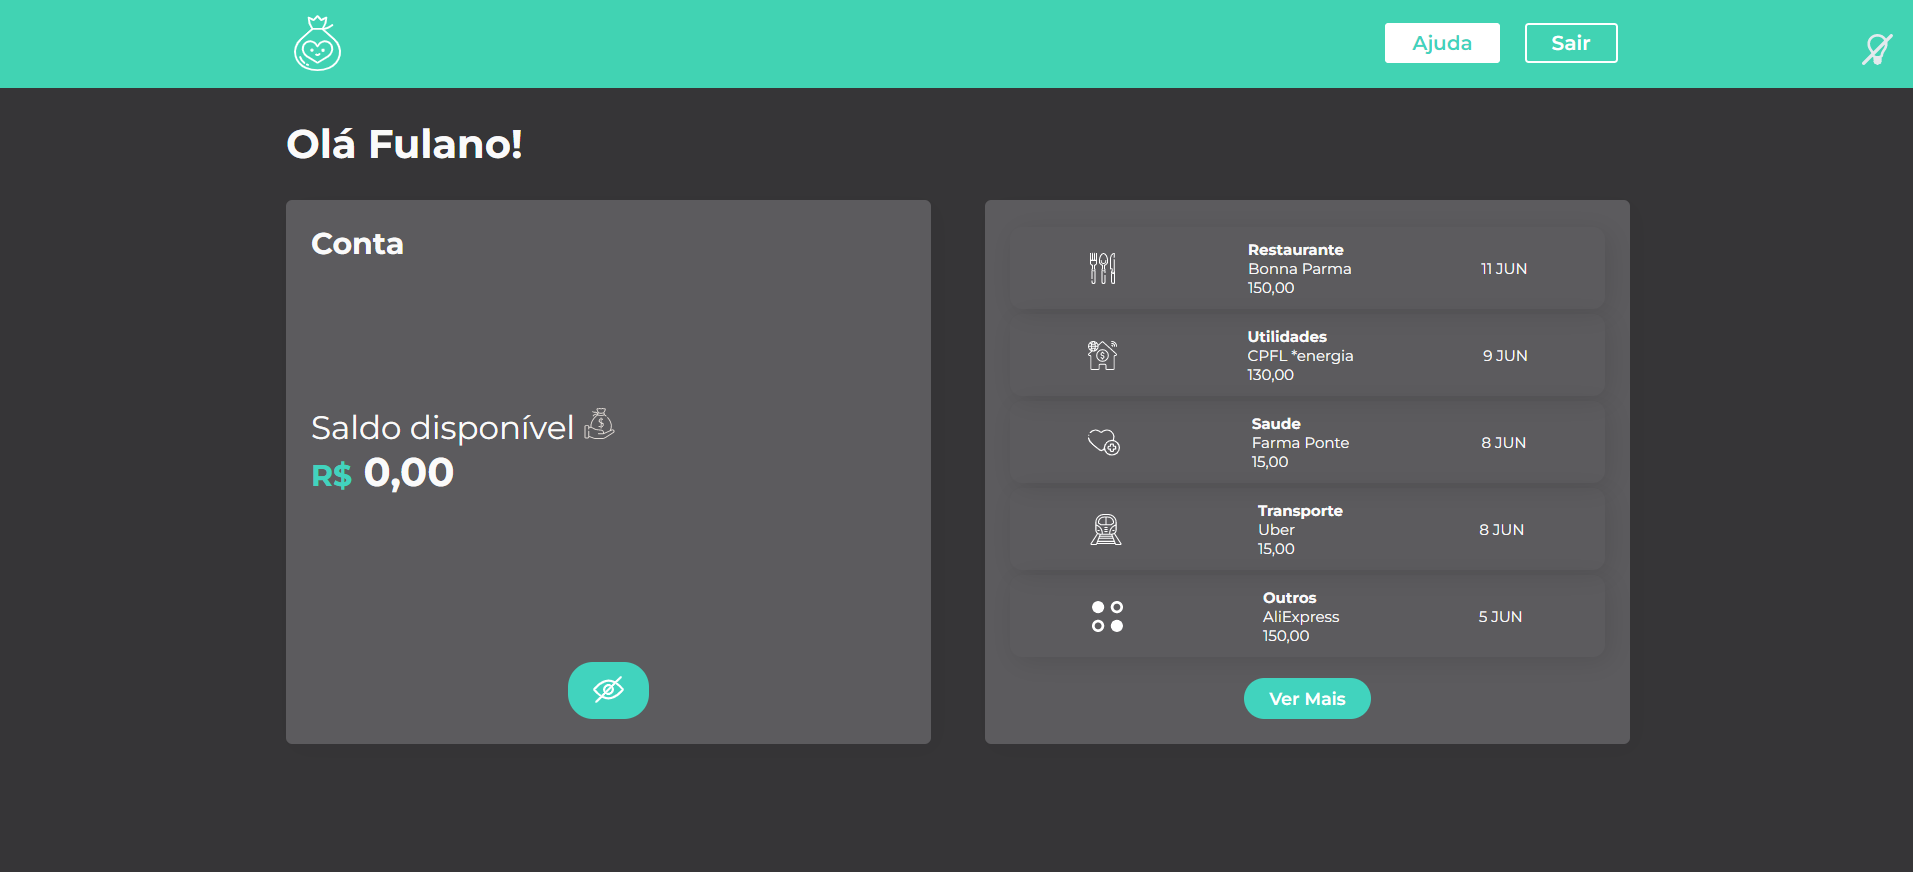 Ajuda
Sair
Olá Fulano!
Conta
Saldo disponível
R$ 0,00
Restaurante
Bonna Parma
150,00
11 JUN
Utilidades
CPFL *energia
130,00
9 JUN
Saude
Farma Ponte
15,00
8 JUN
Transporte
Uber
15,00
8 JUN
Outros
AliExpress
150,00
5 JUN
Ver Mais